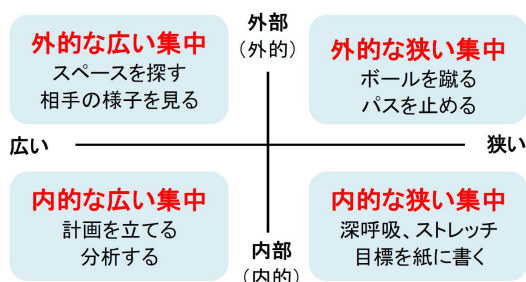 外的な広い集中
スペースを探す
相手の様子を見る
外部
（外的）
外的な狭い集中
ボールを蹴る
パスを止める
広い
狭い
内的な広い集中
計画を立てる
分析する
内部
（内的）
内的な狭い集中
深呼吸、ストレッチ
目標を紙に書く